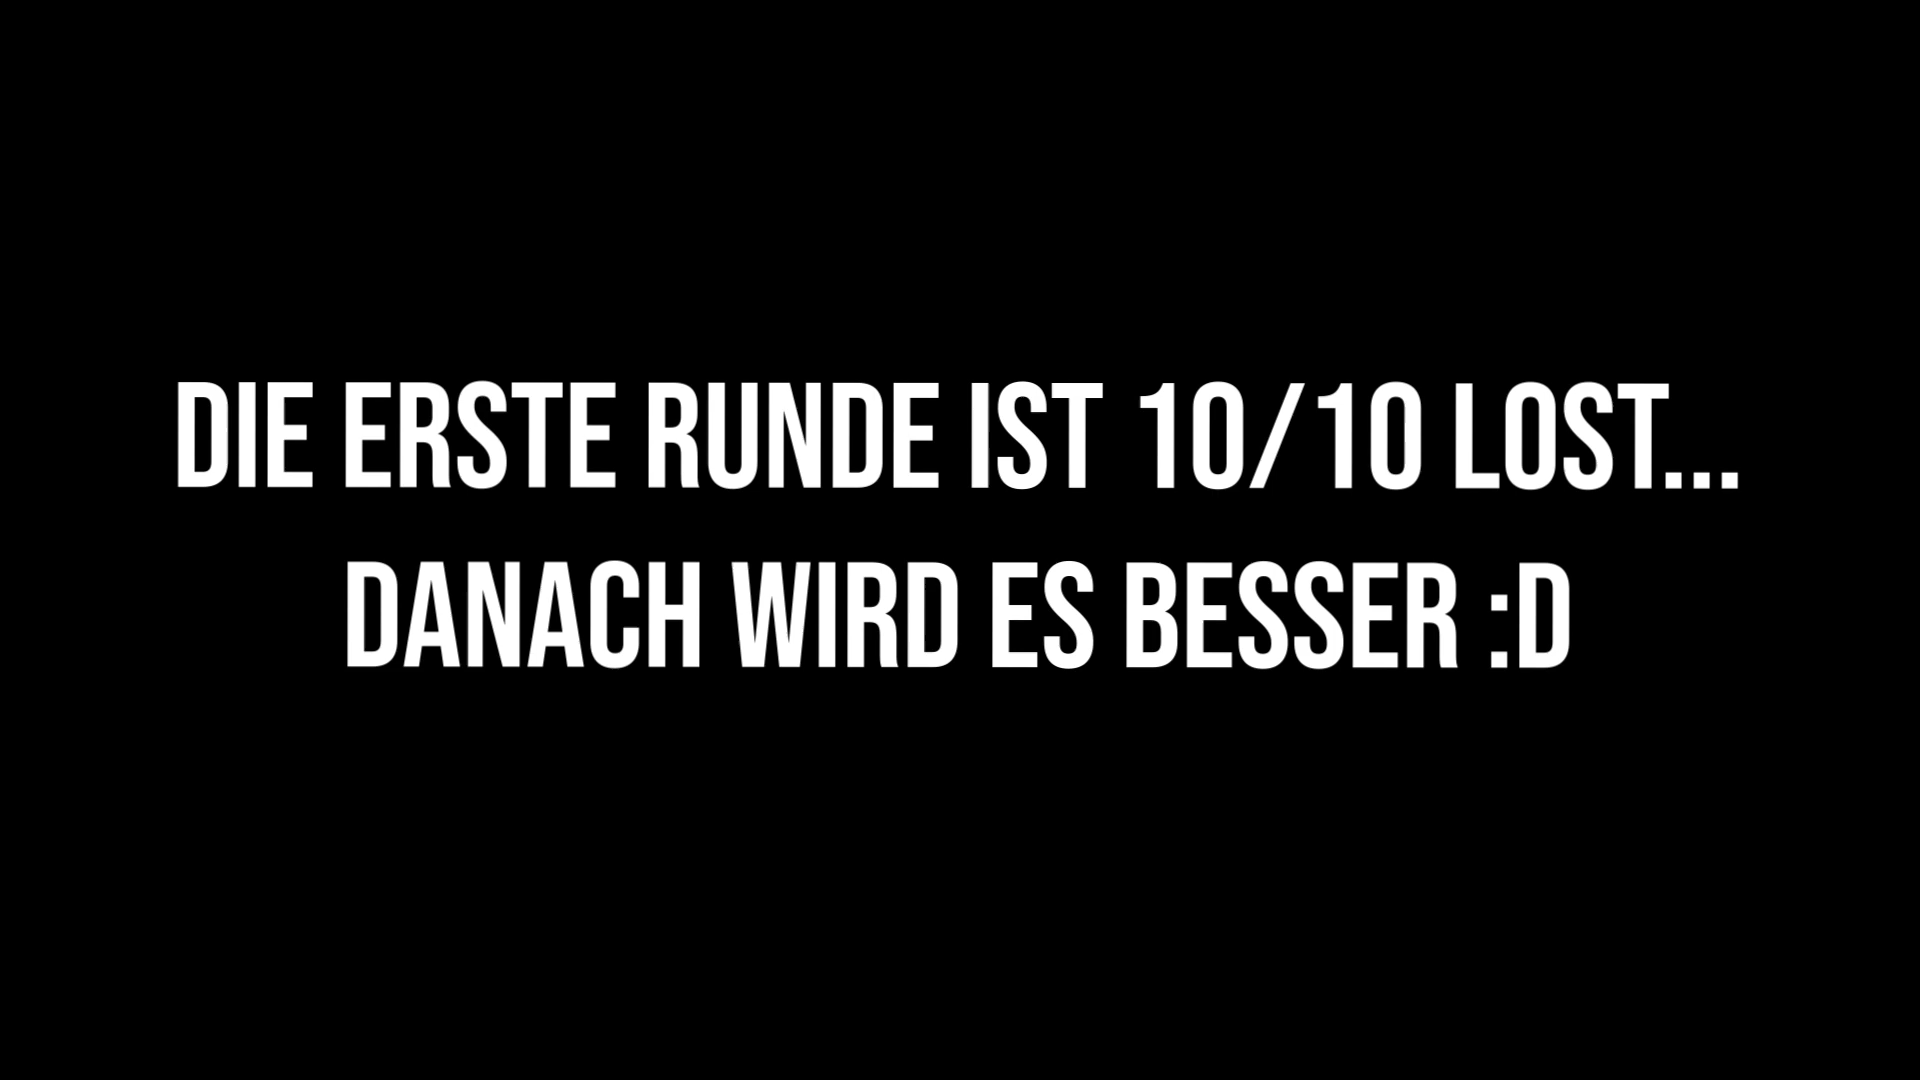 DIE ERSTE RUNDE IST 10/10 LOST...
DANACH WIRD ES BESSER :D